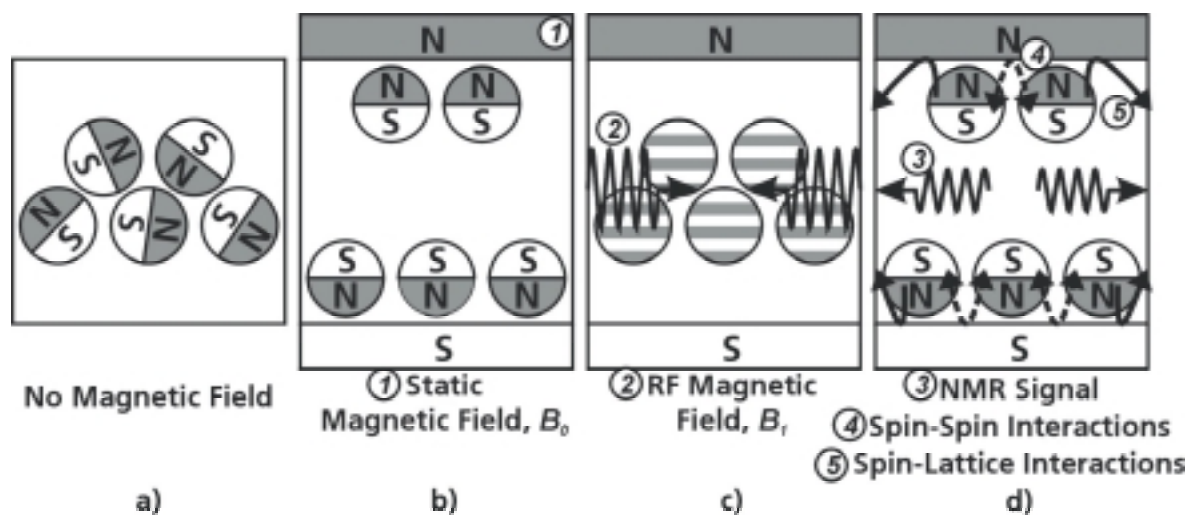 N
S
N
S
N
S
N
S
N
S
No Magnetic Field
a)
N ①
N
S
N
S
S
N
S
N
S
N
S
① Static
Magnetic Field, B₀
b)
N
②
S
② RF Magnetic
Field, B₁
c)
N
④
N
S
N
S
⑤
③
S
N
S
N
S
N
S
③ NMR Signal
④ Spin-Spin Interactions
⑤ Spin-Lattice Interactions
d)